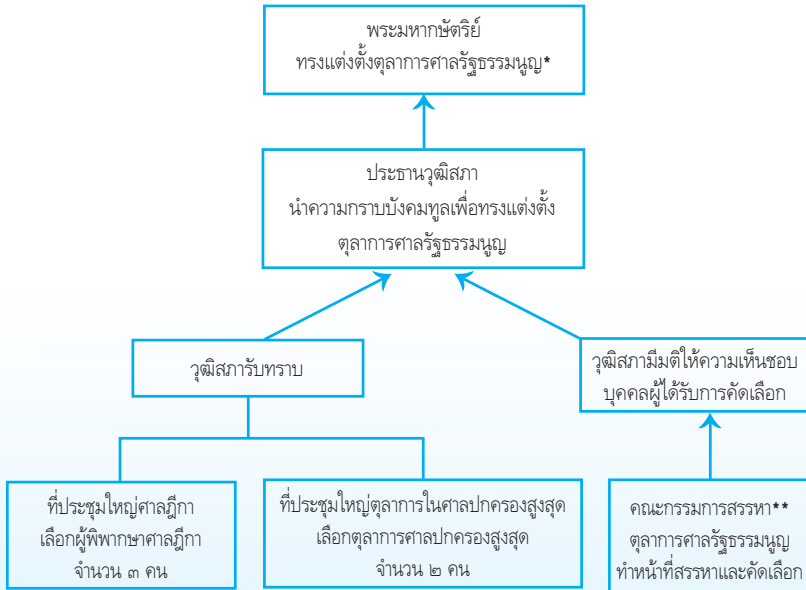 พระมหากษัตริย์
ทรงแต่งตั้งตุลาการศาลรัฐธรรมนูญ*
ประธานวุฒิสภา
นำความกราบบังคมทูลเพื่อทรงแต่งตั้ง
ตุลาการศาลรัฐธรรมนูญ
วุฒิสภารับทราบ
วุฒิสภามีมติให้ความเห็นชอบ
บุคคลผู้ได้รับการคัดเลือก
ที่ประชุมใหญ่ศาลฎีกา
เลือกผู้พิพากษาศาลฎีกา
จำนวน ๓ คน
ที่ประชุมใหญ่ตุลาการในศาลปกครองสูงสุด
เลือกตุลาการศาลปกครองสูงสุด
จำนวน ๒ คน
คณะกรรมการสรรหา**
ตุลาการศาลรัฐธรรมนูญ
ทำหน้าที่สรรหาและคัดเลือก